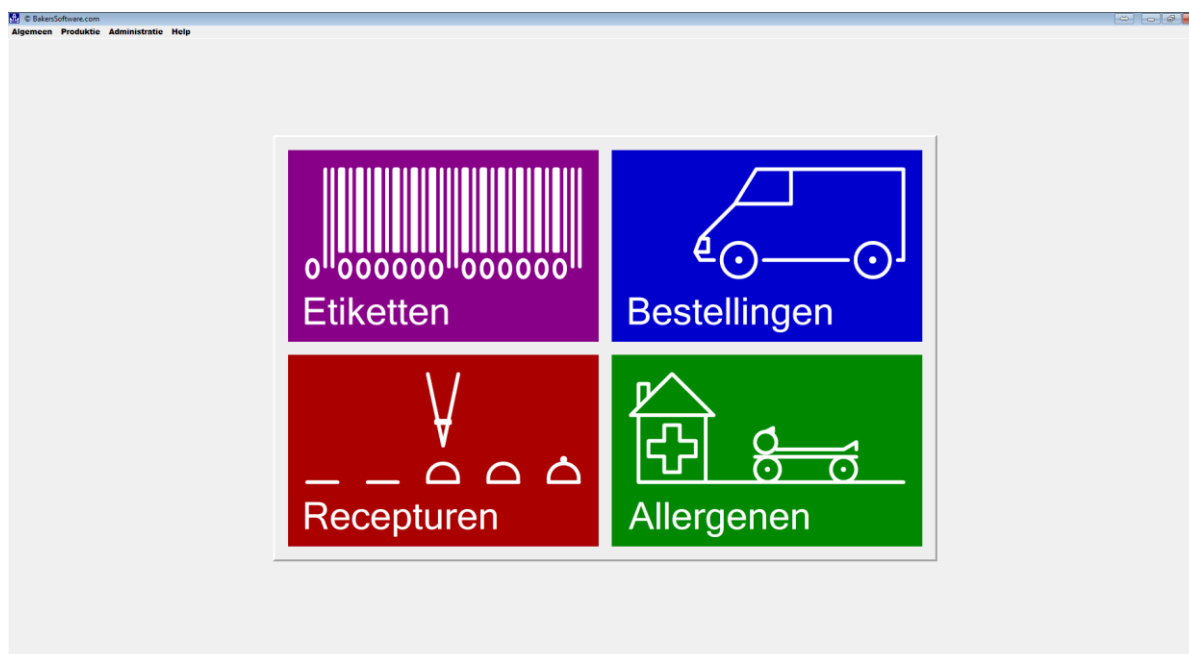 © BakersSoftware.com
Algemeen Produktie Administratie Help
0 000000 000000
Etiketten
Bestellingen
Recepturen
Allergenen